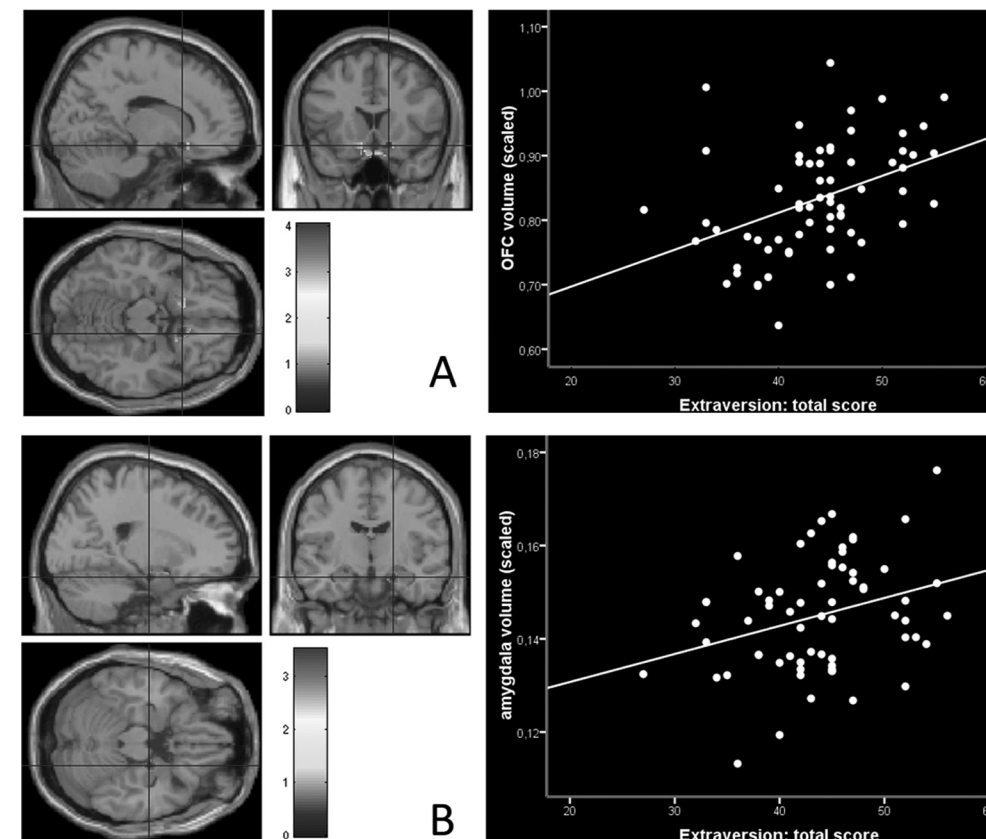 4
3
2
1
0
A
OFC volume (scaled)
1,10
1,00
0,90
0,80
0,70
0,60
20 30 40 50 6
Extraversion: total score
3
2
1
0
B
amygdala volume (scaled)
0,18
0,16
0,14
0,12
20 30 40 50 6
Extraversion: total score